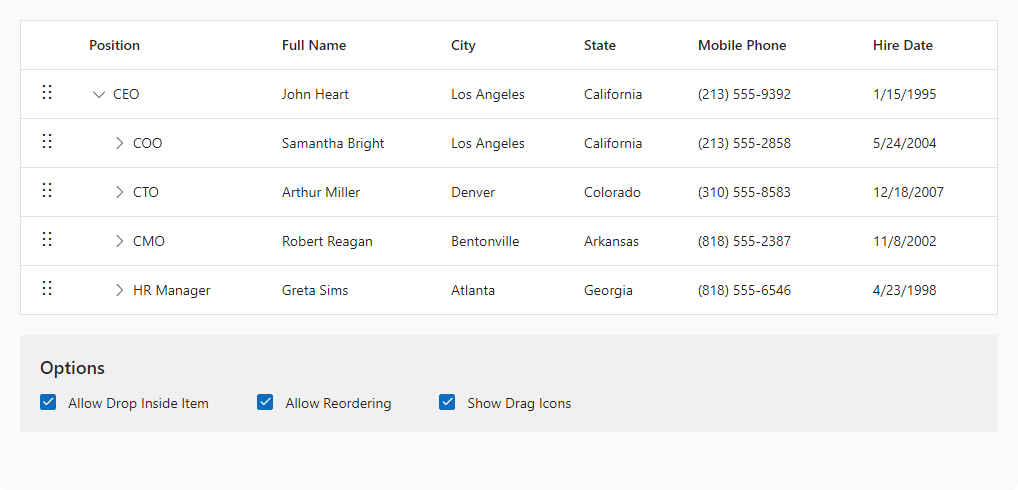 Position Full Name City State Mobile Phone Hire Date
CEO John Heart Los Angeles California (213) 555-9392 1/15/1995
COO Samantha Bright Los Angeles California (213) 555-2858 5/24/2004
CTO Arthur Miller Denver Colorado (310) 555-8583 12/18/2007
CMO Robert Reagan Bentonville Arkansas (818) 555-2387 11/8/2002
HR Manager Greta Sims Atlanta Georgia (818) 555-6546 4/23/1998
Options
Allow Drop Inside Item Allow Reordering Show Drag Icons